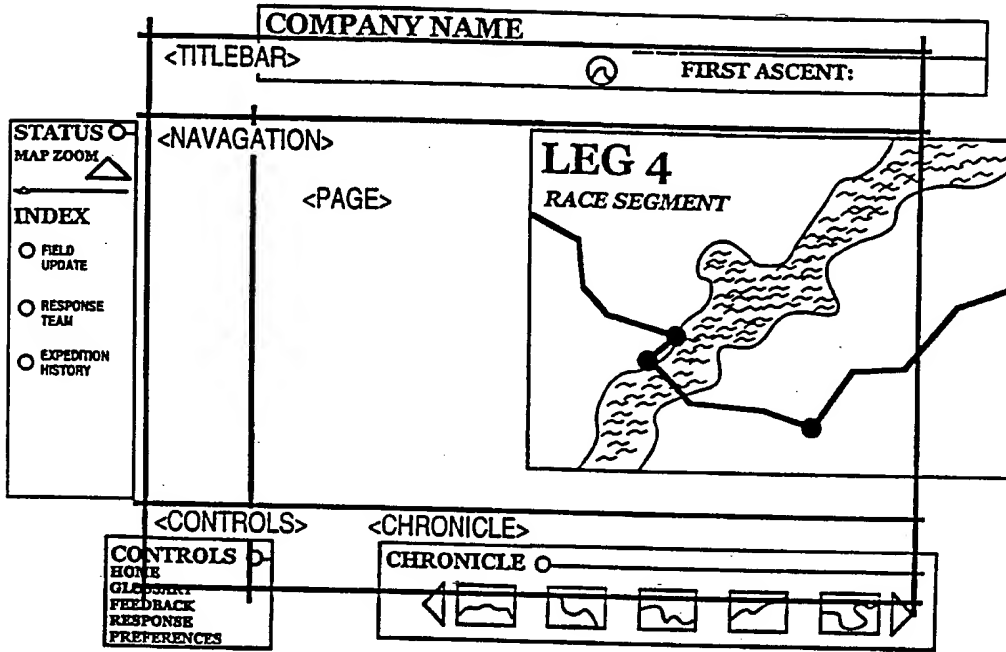 COMPANY NAME
<TITLEBAR>
FIRST ASCENT:
STATUS
MAP ZOOM
INDEX
FIELD
UPDATE
RESPONSE
TEAM
EXPEDITION
HISTORY
<NAVAGATION>
<PAGE>
LEG 4
RACE SEGMENT
<CONTROLS>
<CHRONICLE>
CONTROLS
HOME
GLOSSARY
FEEDBACK
RESPONSE
PREFERENCES
CHRONICLE